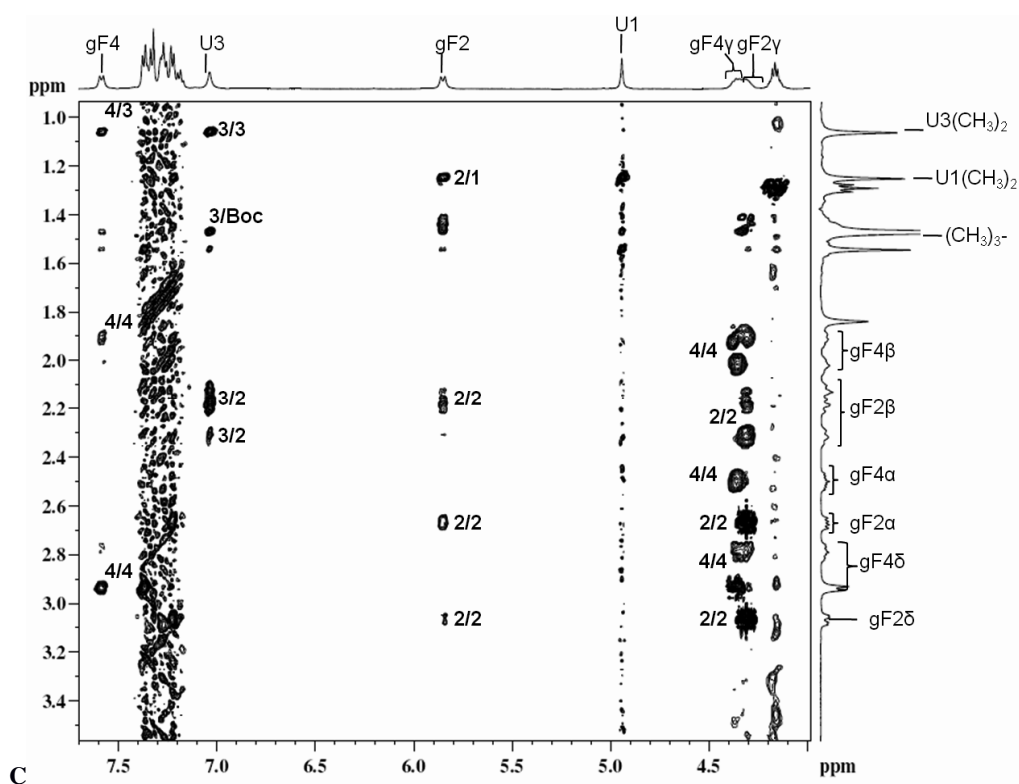 gF4
U3
gF2
U1
gF4γ gF2γ
ppm
4/3
3/3
1.0
U3(CH₃)₂
1.2
2/1
U1(CH₃)₂
3/Boc
1.4
(CH₃)₃-
1.6
4/4
1.8
4/4
gF4β
2.0
3/2
2/2
2.2
2/2
gF2β
3/2
2.4
4/4
gF4α
2.6
2/2
2/2
gF2α
2.8
4/4
gF4δ
4/4
3.0
2/2
2/2
gF2δ
3.2
3.4
7.5 7.0 6.5 6.0 5.5 5.0 4.5 ppm
C